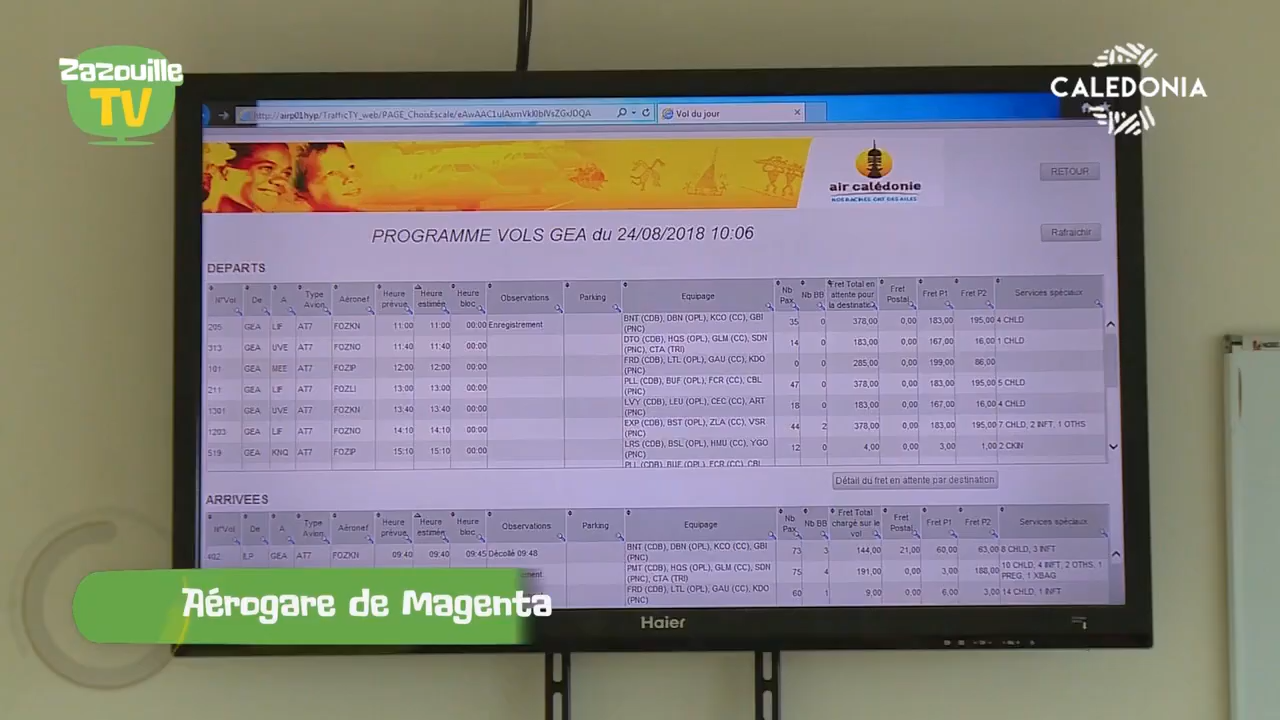 Zazouille
TV
CALEDONIA
http://airp01hyp/TrafficTY_web/PAGE_ChoixEscale/
Vol du jour
air calédonie
NOS RACINES ONT DES AILES
RETOUR
PROGRAMME VOLS GEA du 24/08/2018 10:06
Rafraichir
DEPARTS
N°Vol De A Type Avion Aéronef Heure prévue Heure estimée Heure bloc Observations Parking Equipage Nb Pax Nb BB Fret Total en attente pour la destinatio Fret Postal Fret P1 Fret P2 Services spéciaux
205 GEA LIF AT7 FOZKN 11:00 11:00 00:00 Enregistrement BNT (CDB), DBN (OPL), KCO (CC), GBI (PNC) 35 0 378,00 0,00 183,00 195,00 4 CHLD
313 GEA UVE AT7 FOZNO 11:40 11:40 00:00 DTO (CDB), HQS (OPL), GLM (CC), SDN (PNC), CTA (TRI) 14 0 183,00 0,00 167,00 16,00 1 CHLD
101 GEA MEE AT7 FOZIP 12:00 12:00 00:00 FRD (CDB), LTL (OPL), GAU (CC), KDO (PNC) 0 0 285,00 0,00 199,00 86,00
211 GEA LIF AT7 FOZLI 13:00 13:00 00:00 PLL (CDB), BUF (OPL), FCR (CC), CBL (PNC) 47 0 378,00 0,00 183,00 195,00 5 CHLD
1301 GEA UVE AT7 FOZKN 13:40 13:40 00:00 LVY (CDB), LEU (OPL), CEC (CC), ART (PNC) 18 0 183,00 0,00 167,00 16,00 4 CHLD
1203 GEA LIF AT7 FOZNO 14:10 14:10 00:00 EXP (CDB), BST (OPL), ZLA (CC), VSR (PNC) 44 2 378,00 0,00 183,00 195,00 7 CHLD, 2 INFT, 1 OTHS
519 GEA KNQ AT7 FOZIP 15:10 15:10 00:00 LRS (CDB), BSL (OPL), HMU (CC), YGO (PNC) 12 0 4,00 0,00 3,00 1,00 2 CKIN
PLL (CDB), BUF (OPL), FCR (CC), CBL
Détail du fret en attente par destination
ARRIVEES
N°Vol De A Type Avion Aéronef Heure prévue Heure estimée Heure bloc Observations Parking Equipage Nb Pax Nb BB Fret Total chargé sur le vol Fret Postal Fret P1 Fret P2 Services spéciaux
402 ILP GEA AT7 FOZKN 09:40 09:40 09:45 Décollé 09:48 BNT (CDB), DBN (OPL), KCO (CC), GBI (PNC) 73 3 144,00 21,00 60,00 63,00 8 CHLD, 3 INFT
PMT (CDB), HQS (OPL), GLM (CC), SDN (PNC), CTA (TRI) 75 4 191,00 0,00 3,00 188,00 10 CHLD, 4 INFT, 2 OTHS, 1 PREG, 1 XBAG
FRD (CDB), LTL (OPL), GAU (CC), KDO (PNC) 60 1 9,00 0,00 6,00 3,00 14 CHLD, 1 INFT
Aérogare de Magenta
Haier